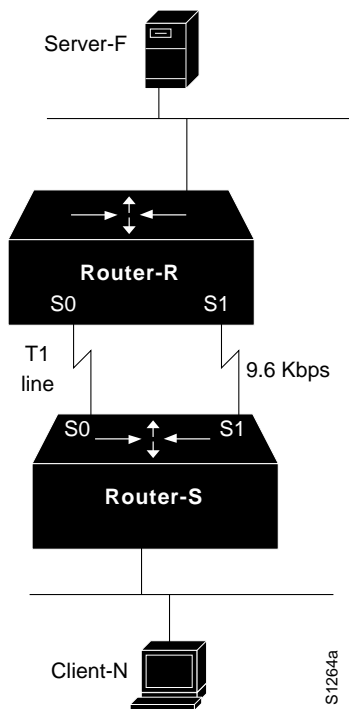 Server-F
Router-R
S0 S1
T1
line
9.6 Kbps
S0 S1
Router-S
Client-N
S1264a